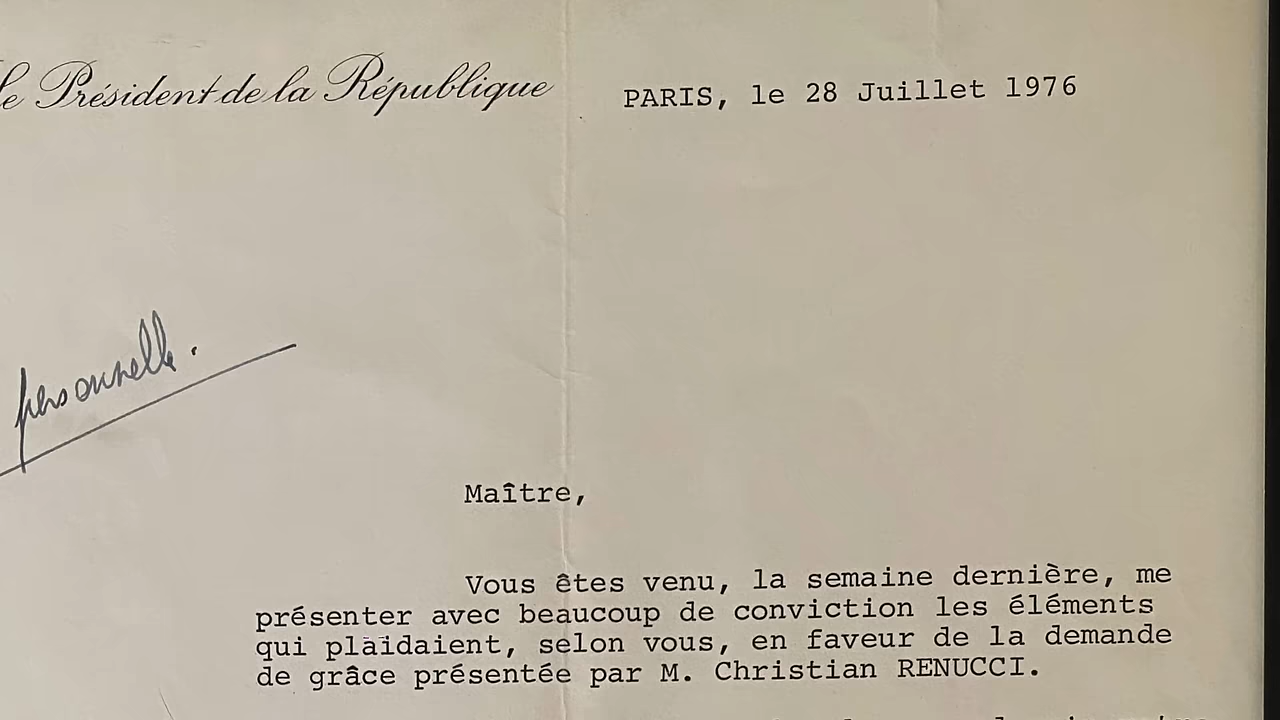 le Président de la République
PARIS, le 28 Juillet 1976
personnelle.
Maître,
Vous êtes venu, la semaine dernière, me
présenter avec beaucoup de conviction les éléments
qui plaidaient, selon vous, en faveur de la demande
de grâce présentée par M. Christian RENUCCI.